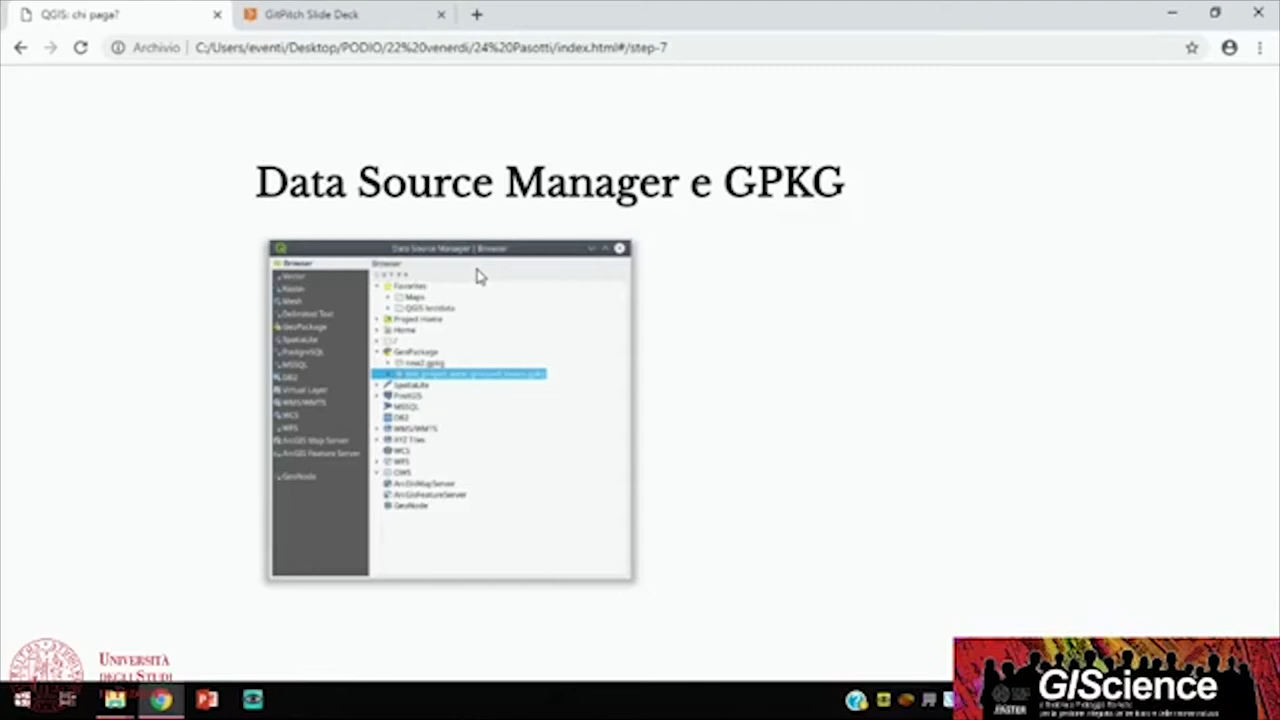 QGIS: chi paga?
GitPitch Slide Deck
Archivio
C:/Users/eventi/Desktop/PODIO/22%20venerdi/24%20Pasotti/index.html#/step-7
Data Source Manager e GPKG
Data Source Manager | Browser
Browser
Vector
Raster
Mesh
Delimited Text
GeoPackage
SpatiaLite
PostgreSQL
MSSQL
DB2
Virtual Layer
WMS/WMTS
WCS
WFS
ArcGIS Map Server
ArcGIS Feature Server
GeoNode
Browser
Favorites
Maps
QGIS testdata
Project Home
Home
/
GeoPackage
SpatiaLite
PostGIS
MSSQL
DB2
WMS/WMTS
XYZ Tiles
WCS
WFS
OWS
ArcGisMapServer
ArcGisFeatureServer
GeoNode
UNIVERSITÀ
DEGLI STUDI
GIScience